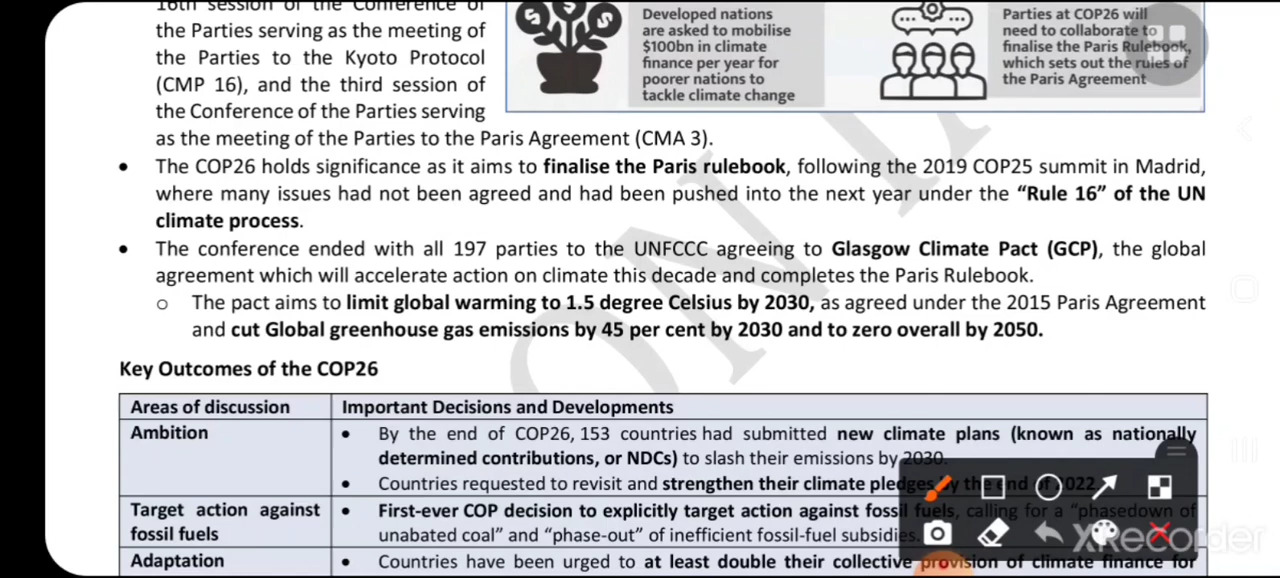 16th session of the Conference of
the Parties serving as the meeting of
the Parties to the Kyoto Protocol
(CMP 16), and the third session of
the Conference of the Parties serving
as the meeting of the Parties to the Paris Agreement (CMA 3).
Developed nations
are asked to mobilise
$100bn in climate
finance per year for
poorer nations to
tackle climate change
Parties at COP26 will
need to collaborate to
finalise the Paris Rulebook,
which sets out the rules of
the Paris Agreement
• The COP26 holds significance as it aims to finalise the Paris rulebook, following the 2019 COP25 summit in Madrid,
where many issues had not been agreed and had been pushed into the next year under the “Rule 16” of the UN
climate process.
• The conference ended with all 197 parties to the UNFCCC agreeing to Glasgow Climate Pact (GCP), the global
agreement which will accelerate action on climate this decade and completes the Paris Rulebook.
o The pact aims to limit global warming to 1.5 degree Celsius by 2030, as agreed under the 2015 Paris Agreement
and cut Global greenhouse gas emissions by 45 per cent by 2030 and to zero overall by 2050.
Key Outcomes of the COP26
Areas of discussion
Important Decisions and Developments
Ambition
• By the end of COP26, 153 countries had submitted new climate plans (known as nationally
determined contributions, or NDCs) to slash their emissions by 2030.
• Countries requested to revisit and strengthen their climate pledges by the end of 2022.
Target action against
fossil fuels
• First-ever COP decision to explicitly target action against fossil fuels, calling for a “phasedown of
unabated coal” and “phase-out” of inefficient fossil-fuel subsidies.
Adaptation
• Countries have been urged to at least double their collective provision of climate finance for
XRecorder